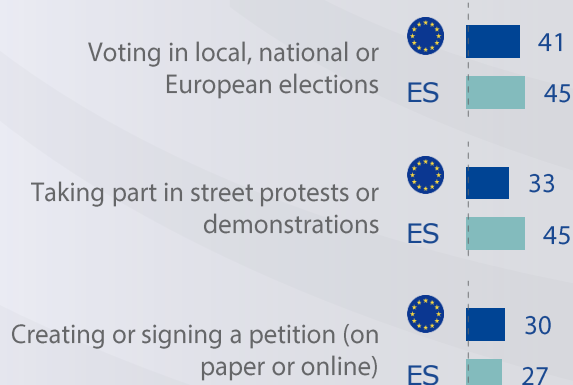 Voting in local, national or
European elections
41
ES 45
Taking part in street protests or
demonstrations
33
ES 45
Creating or signing a petition (on
paper or online)
30
ES 27